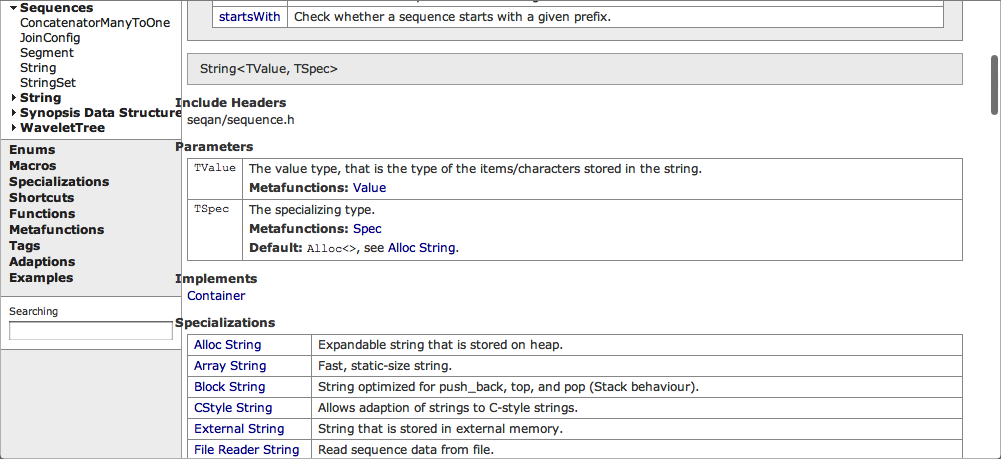 Sequences
ConcatenatorManyToOne
JoinConfig
Segment
String
StringSet
String
Synopsis Data Structure
WaveletTree
Enums
Macros
Specializations
Shortcuts
Functions
Metafunctions
Tags
Adaptions
Examples
Searching
startsWith Check whether a sequence starts with a given prefix.
String<TValue, TSpec>
Include Headers
seqan/sequence.h
Parameters
TValue The value type, that is the type of the items/characters stored in the string.
Metafunctions: Value
TSpec The specializing type.
Metafunctions: Spec
Default: Alloc<>, see Alloc String.
Implements
Container
Specializations
Alloc String Expandable string that is stored on heap.
Array String Fast, static-size string.
Block String String optimized for push_back, top, and pop (Stack behaviour).
CStyle String Allows adaption of strings to C-style strings.
External String String that is stored in external memory.
File Reader String Read sequence data from file.